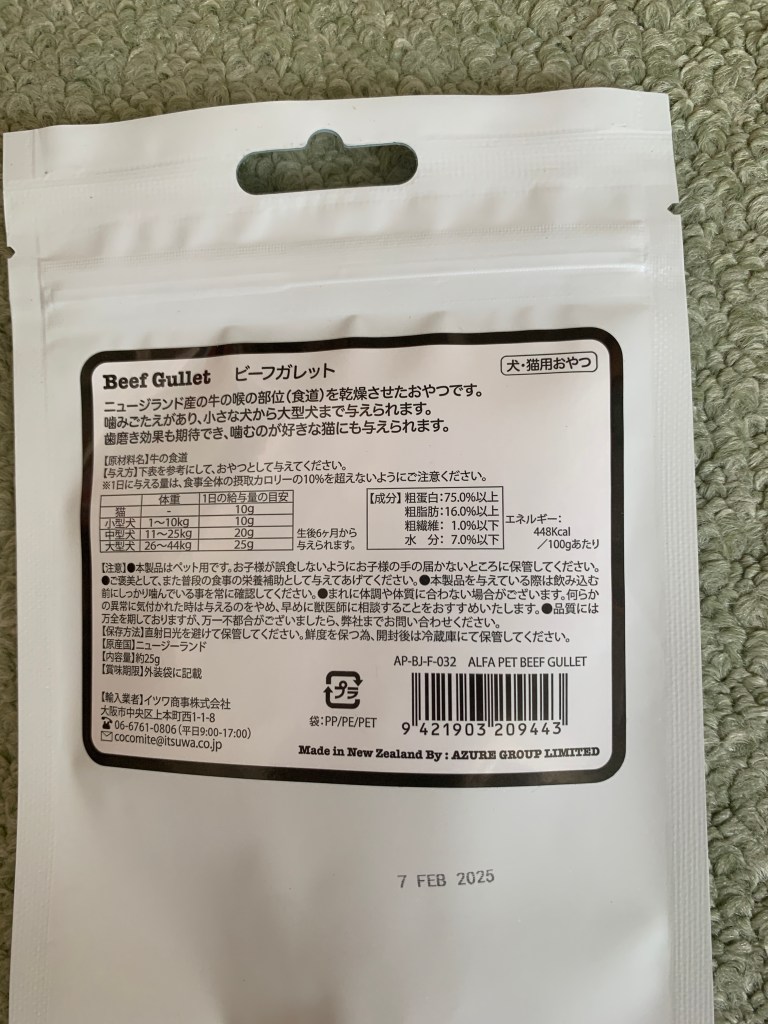 Beef Gullet ビーフガレット
犬・猫用おやつ
ニュージランド産の牛の喉の部位(食道)を乾燥させたおやつです。
噛みごたえがあり、小さな犬から大型犬まで与えられます。
歯磨き効果も期待でき、噛むのが好きな猫にも与えられます。
【原材料名】牛の食道
【与え方】下表を参考にして、おやつとして与えてください。
※1日に与える量は、食事全体の摂取カロリーの10%を超えないようにご注意ください。
体重 1日の給与量の目安
猫 - 10g
小型犬 1〜10kg 10g
中型犬 11〜25kg 20g
大型犬 26〜44kg 25g
生後6ヶ月から
与えられます。
【成分】粗蛋白:75.0%以上
粗脂肪:16.0%以上
粗繊維: 1.0%以下
水 分: 7.0%以下
エネルギー:
448Kcal
/100gあたり
【注意】●本製品はペット用です。お子様が誤食しないようにお子様の手の届かないところに保管してください。
●ご褒美として、また普段の食事の栄養補助として与えてあげてください。●本製品を与えている際は飲み込む
前にしっかり噛んでいる事を常に確認してください。●まれに体調や体質に合わない場合がございます。何らか
の異常に気付かれた時は与えるのをやめ、早めに獣医師に相談することをおすすめいたします。●品質には
万全を期しておりますが、万一不都合がございましたら、弊社までお問い合わせください。
【保存方法】直射日光を避けて保管してください。鮮度を保つ為、開封後は冷蔵庫にて保管してください。
【原産国】ニュージーランド
【内容量】約25g
【賞味期限】外装袋に記載
【輸入業者】イツワ商事株式会社
大阪市中央区上本町西1-1-8
☎06-6761-0806(平日9:00-17:00)
✉cocomite@itsuwa.co.jp
プラ
袋:PP/PE/PET
AP-BJ-F-032 ALFA PET BEEF GULLET
9 421903 209443
Made in New Zealand By : AZURE GROUP LIMITED
7 FEB 2025